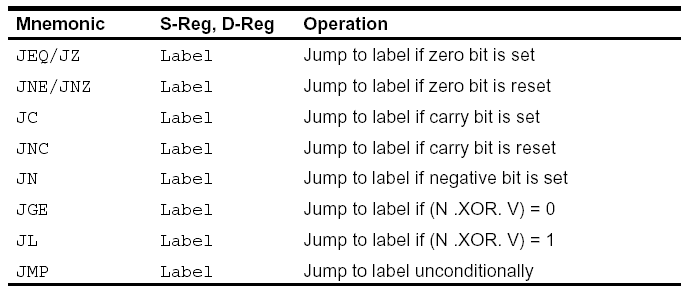 Mnemonic S-Reg, D-Reg Operation
JEQ/JZ Label Jump to label if zero bit is set
JNE/JNZ Label Jump to label if zero bit is reset
JC Label Jump to label if carry bit is set
JNC Label Jump to label if carry bit is reset
JN Label Jump to label if negative bit is set
JGE Label Jump to label if (N .XOR. V) = 0
JL Label Jump to label if (N .XOR. V) = 1
JMP Label Jump to label unconditionally